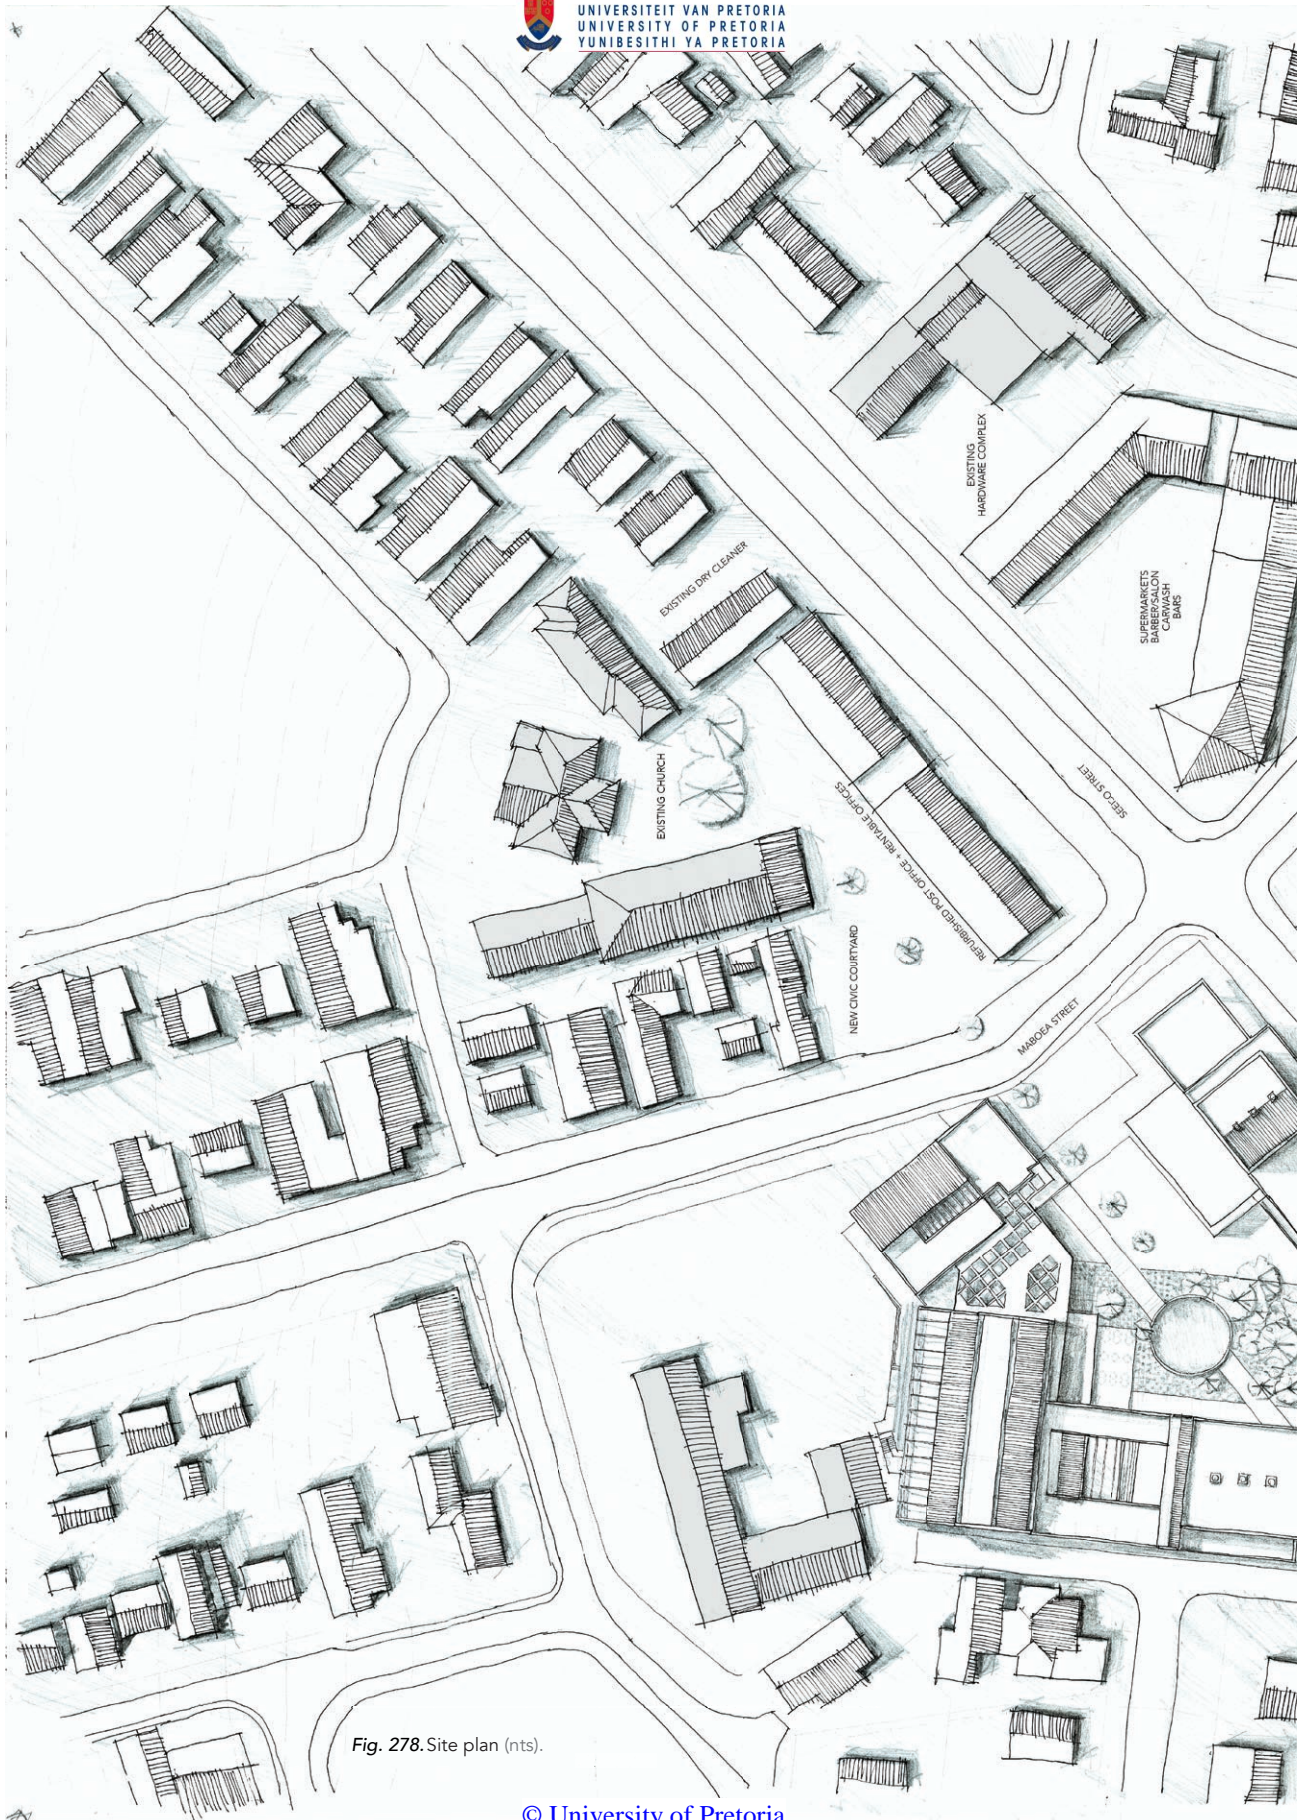 UNIVERSITEIT VAN PRETORIA
UNIVERSITY OF PRETORIA
YUNIBESITHI YA PRETORIA
EXISTING
HARDWARE COMPLEX
EXISTING DRY CLEANER
SUPERMARKETS
BARBER/SALON
CARWASH
BARS
EXISTING CHURCH
SEECO STREET
REFURBISHED POST OFFICE + RENTABLE OFFICES
NEW CIVIC COURTYARD
MABOEA STREET
Fig. 278. Site plan (nts).
© University of Pretoria